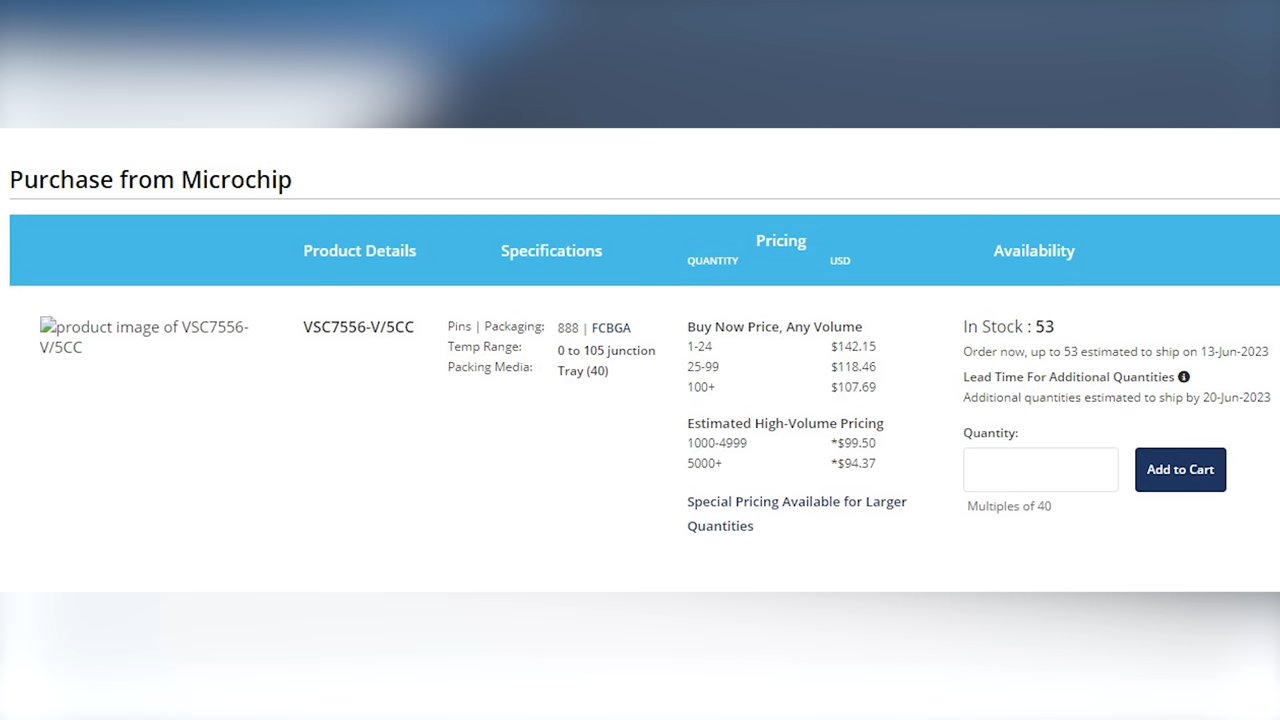 Purchase from Microchip
Product Details
Specifications
Pricing
QUANTITY USD
Availability
product image of VSC7556-
V/5CC
VSC7556-V/5CC
Pins | Packaging: 888 | FCBGA
Temp Range: 0 to 105 junction
Packing Media: Tray (40)
Buy Now Price, Any Volume
1-24 $142.15
25-99 $118.46
100+ $107.69
Estimated High-Volume Pricing
1000-4999 *$99.50
5000+ *$94.37
Special Pricing Available for Larger
Quantities
In Stock : 53
Order now, up to 53 estimated to ship on 13-Jun-2023
Lead Time For Additional Quantities
Additional quantities estimated to ship by 20-Jun-2023
Quantity:
Add to Cart
Multiples of 40